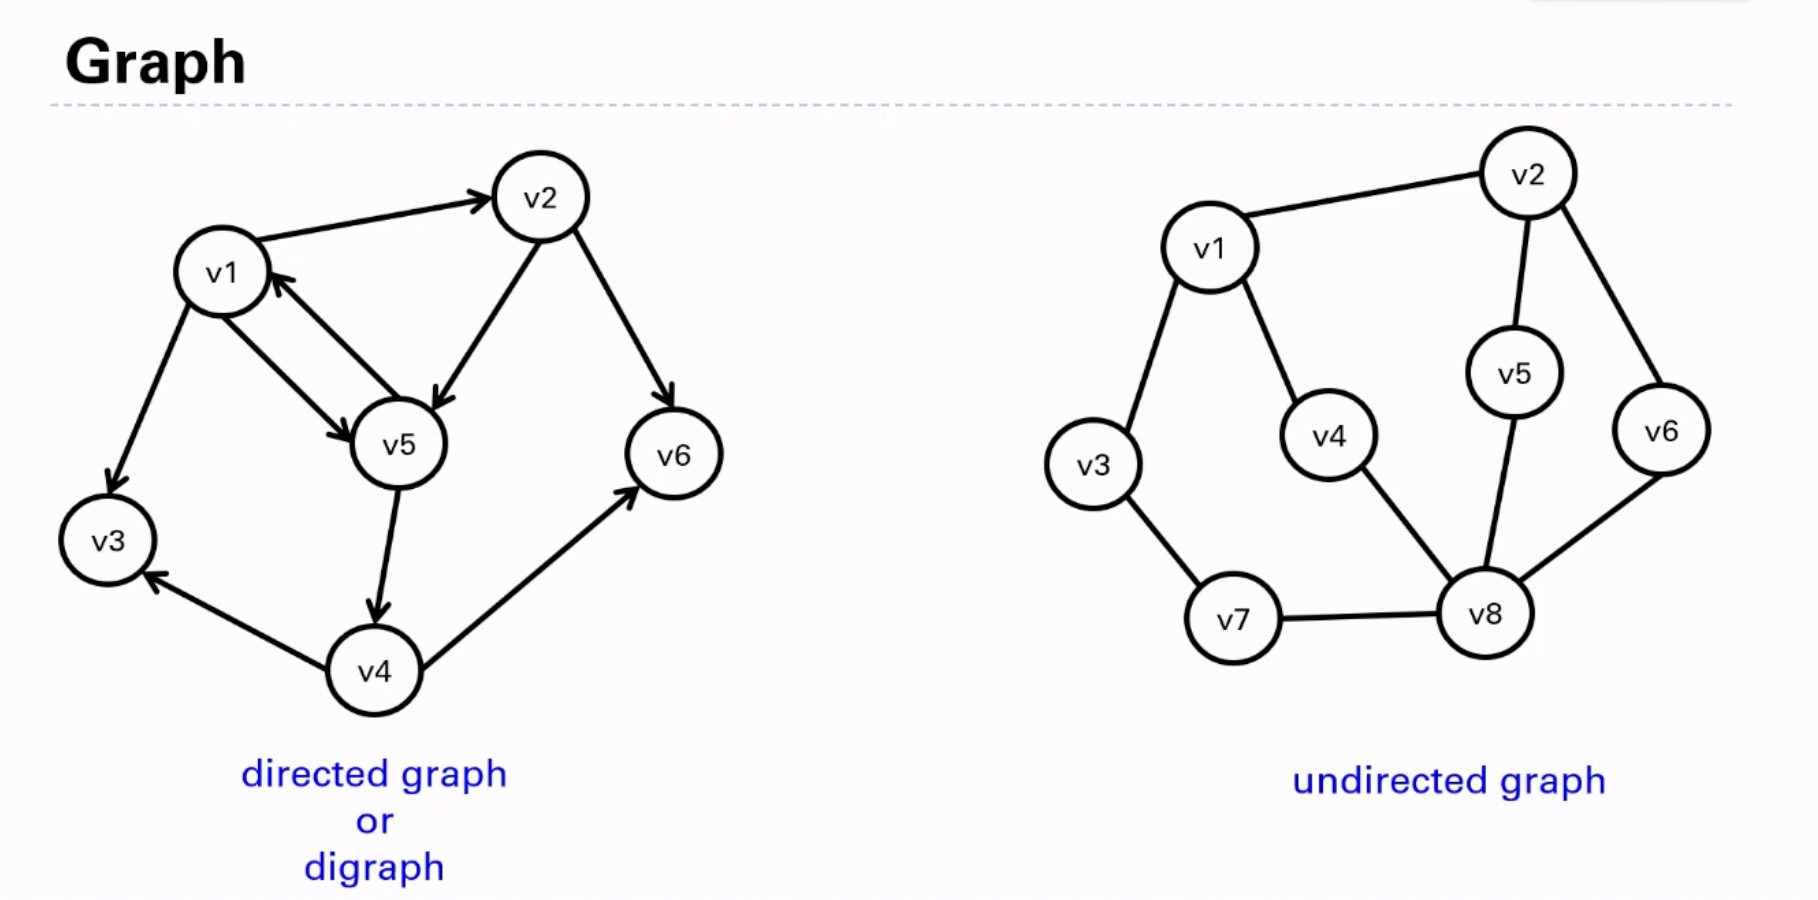 Graph
v1
v2
v5
v6
v3
v4
directed graph
or
digraph
v2
v1
v5
v4
v6
v3
v7
v8
undirected graph